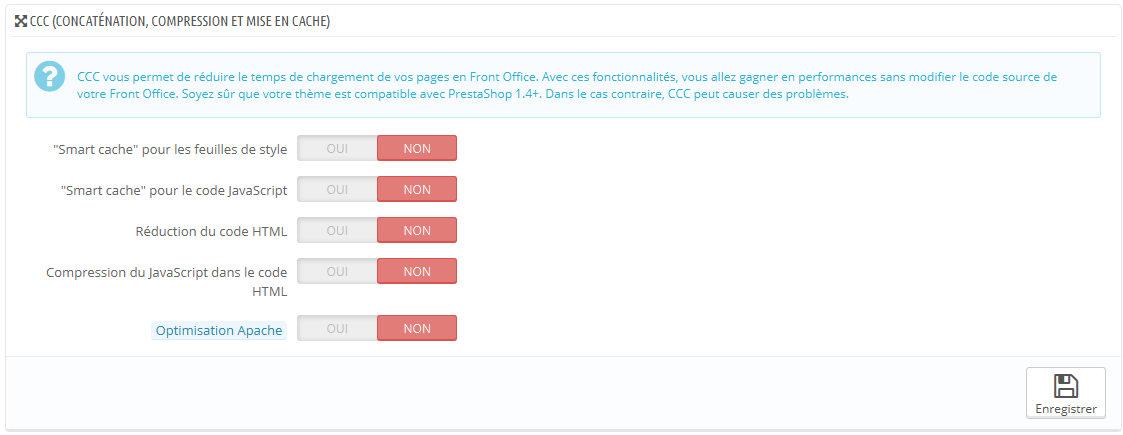 CCC (CONCATÉNATION, COMPRESSION ET MISE EN CACHE)
CCC vous permet de réduire le temps de chargement de vos pages en Front Office. Avec ces fonctionnalités, vous allez gagner en performances sans modifier le code source de
votre Front Office. Soyez sûr que votre thème est compatible avec PrestaShop 1.4+. Dans le cas contraire, CCC peut causer des problèmes.
"Smart cache" pour les feuilles de style OUI NON
"Smart cache" pour le code JavaScript OUI NON
Réduction du code HTML OUI NON
Compression du JavaScript dans le code OUI NON
HTML
Optimisation Apache OUI NON
Enregistrer